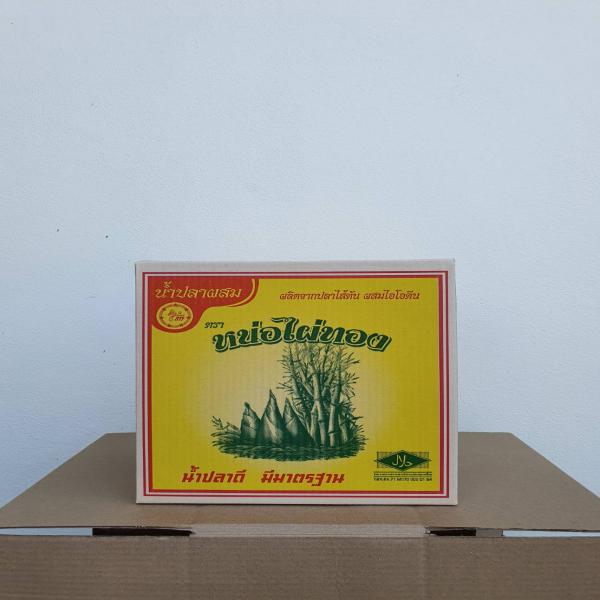 น้ำปลาผสม
ผลิตจากปลาไส้ตัน ผสมไอโอดีน
ตรา
หน่อไผ่ทอง
น้ำปลาดี มีมาตรฐาน